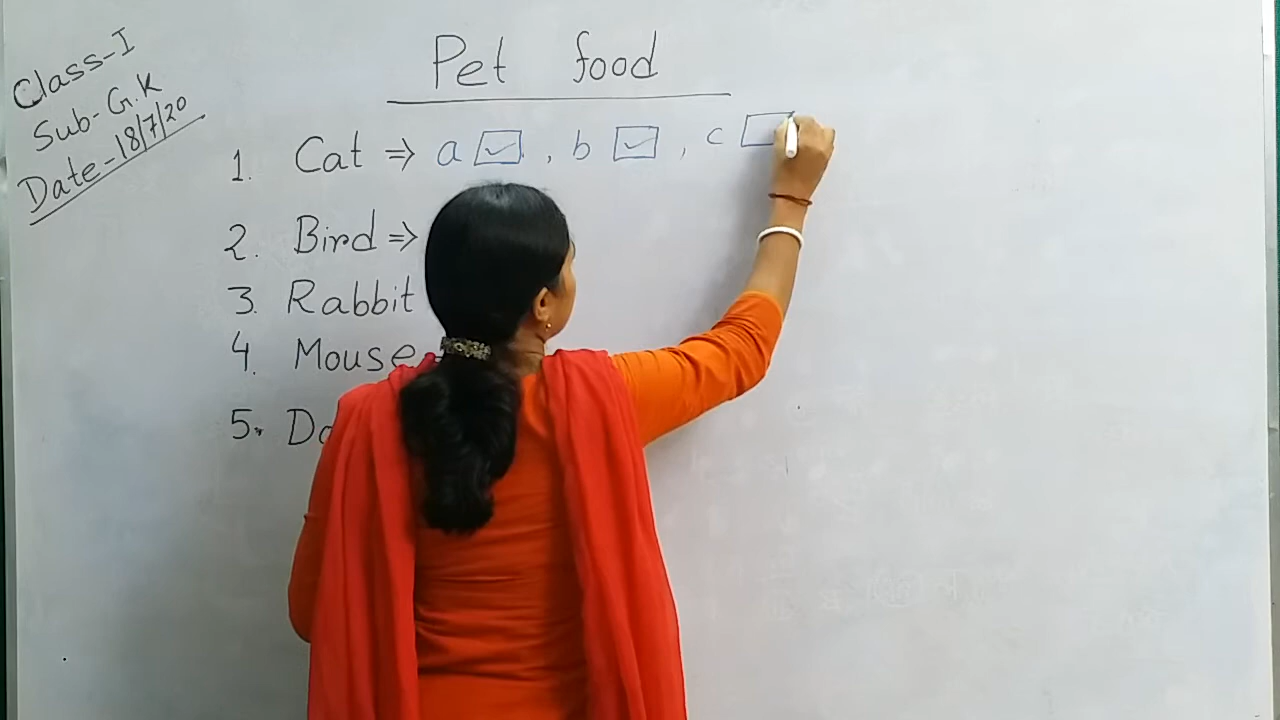 Class-I
Sub-G.K
Date-18/7/20
Pet food
1. Cat => a ☑, b ☑, c
2. Bird =>
3. Rabbit
4. Mouse
5. Do